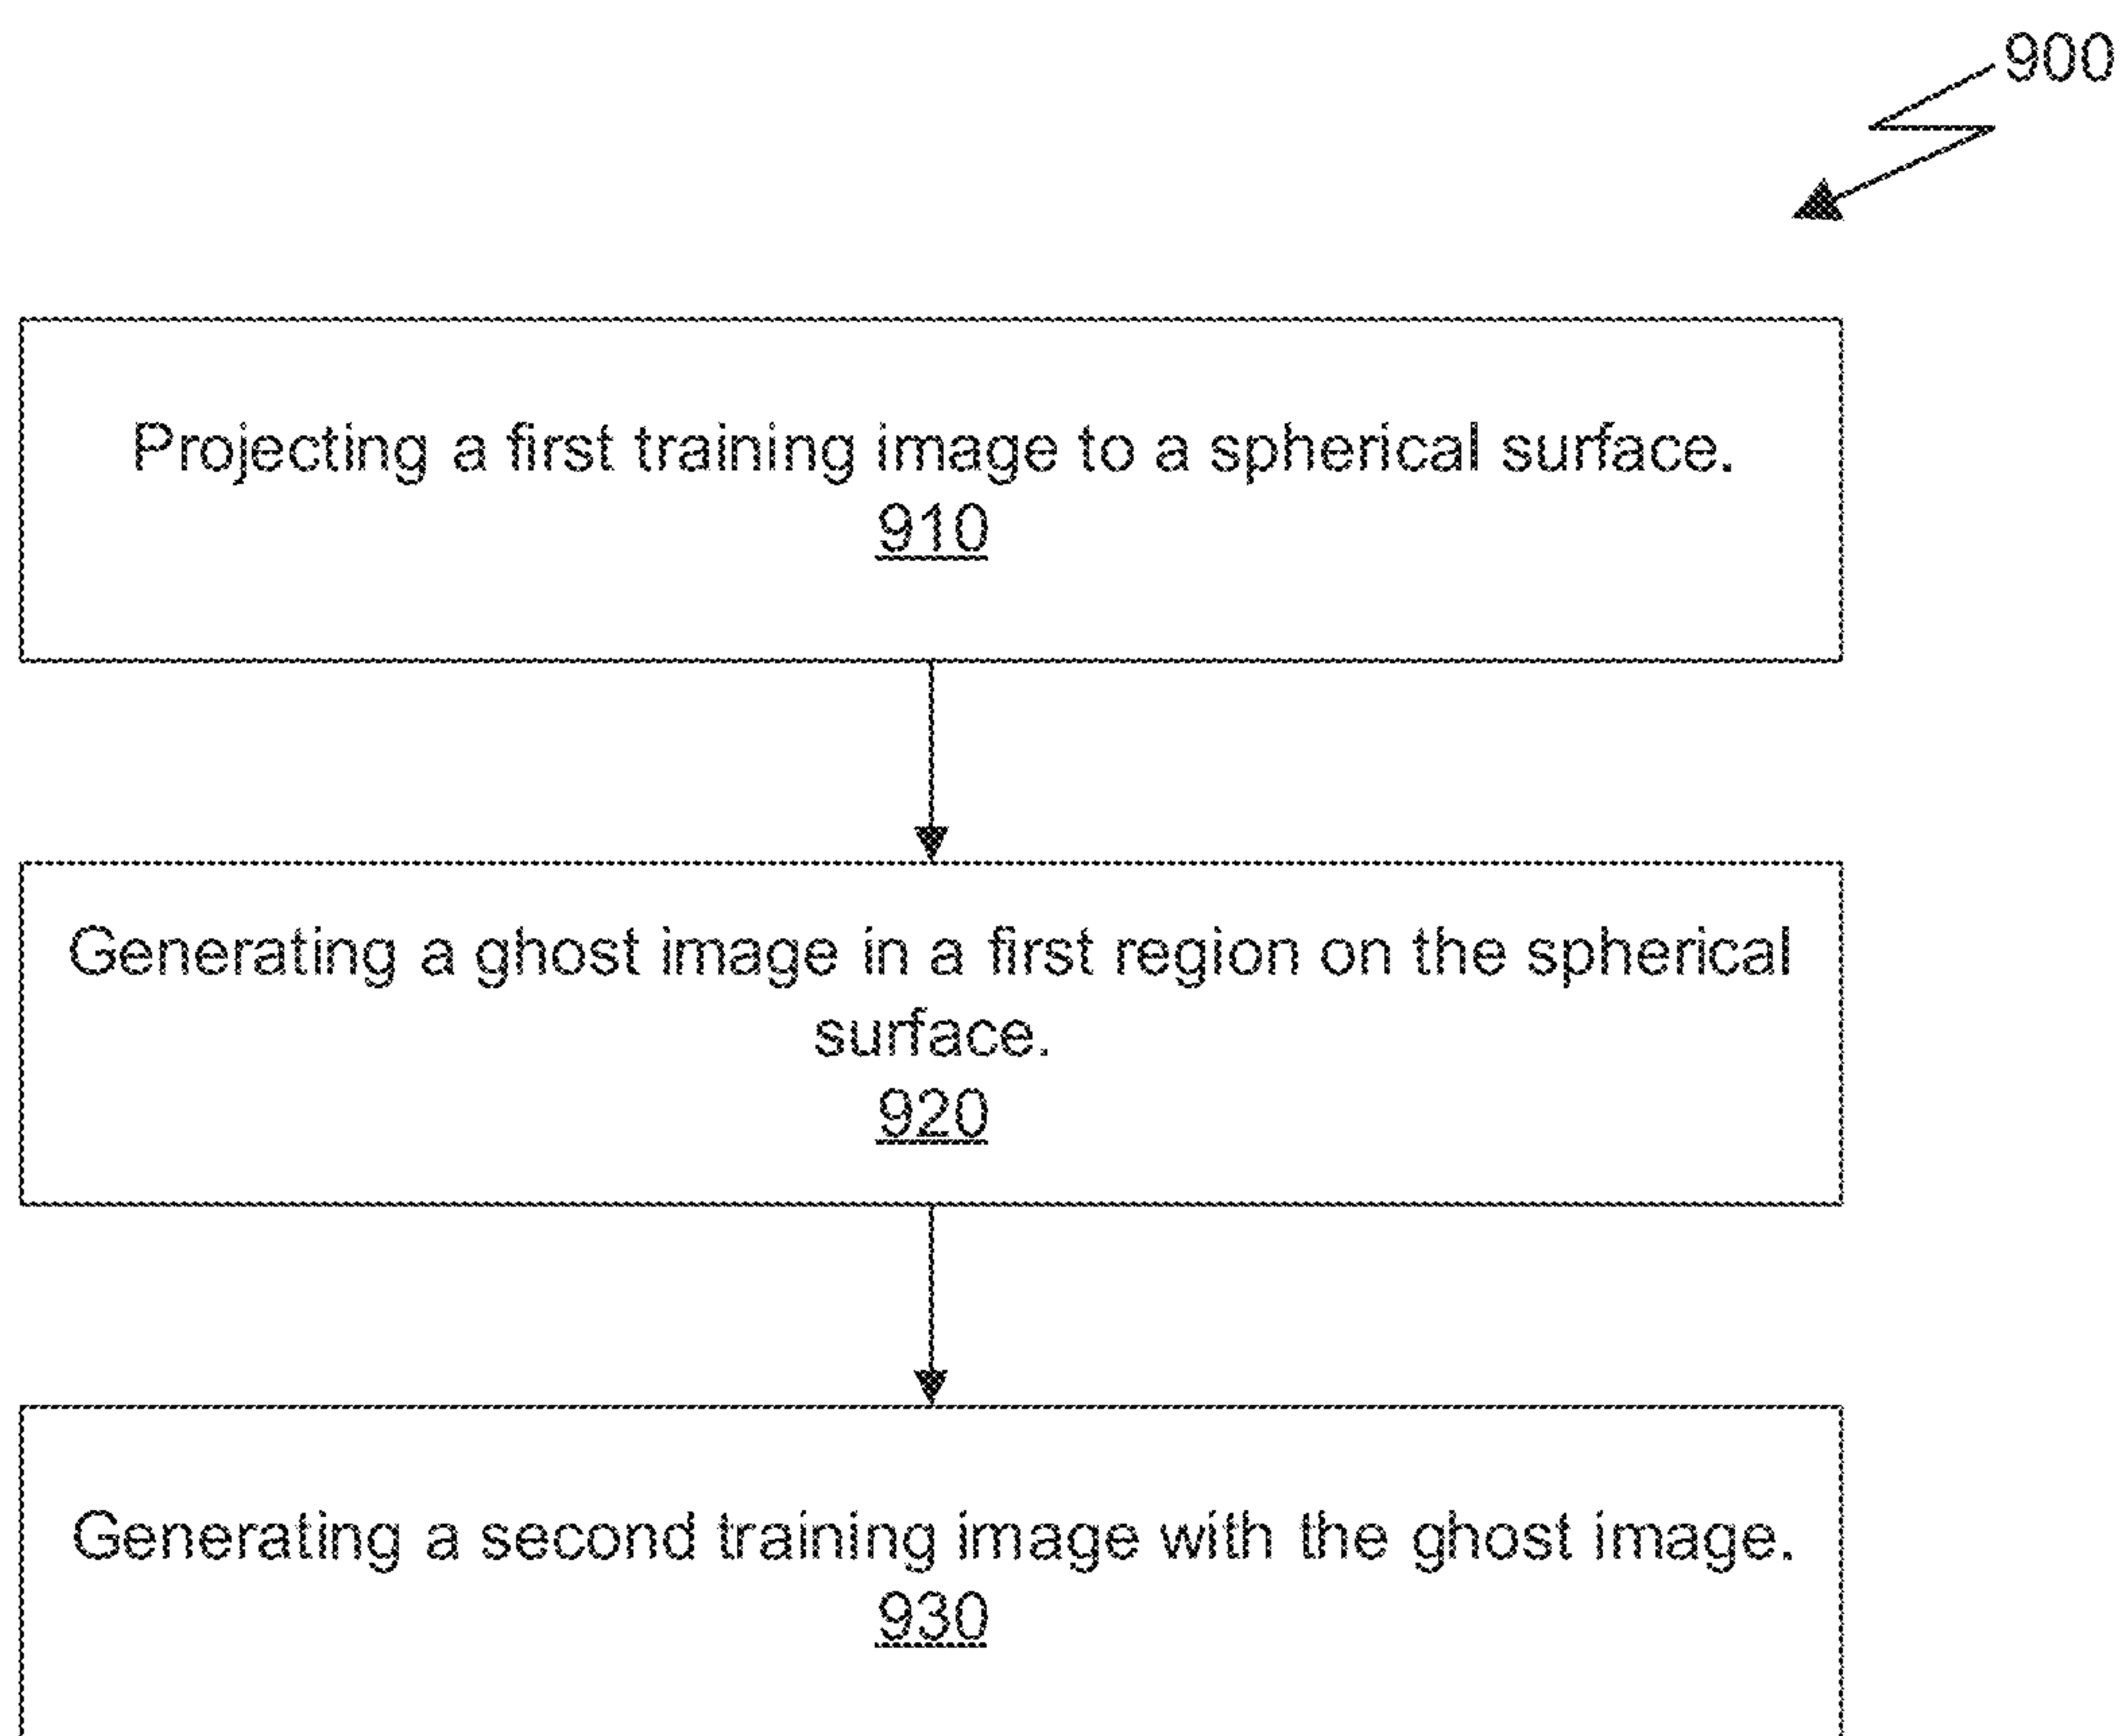 900
Projecting a first training image to a spherical surface.
910
Generating a ghost image in a first region on the spherical
surface.
920
Generating a second training image with the ghost image.
930